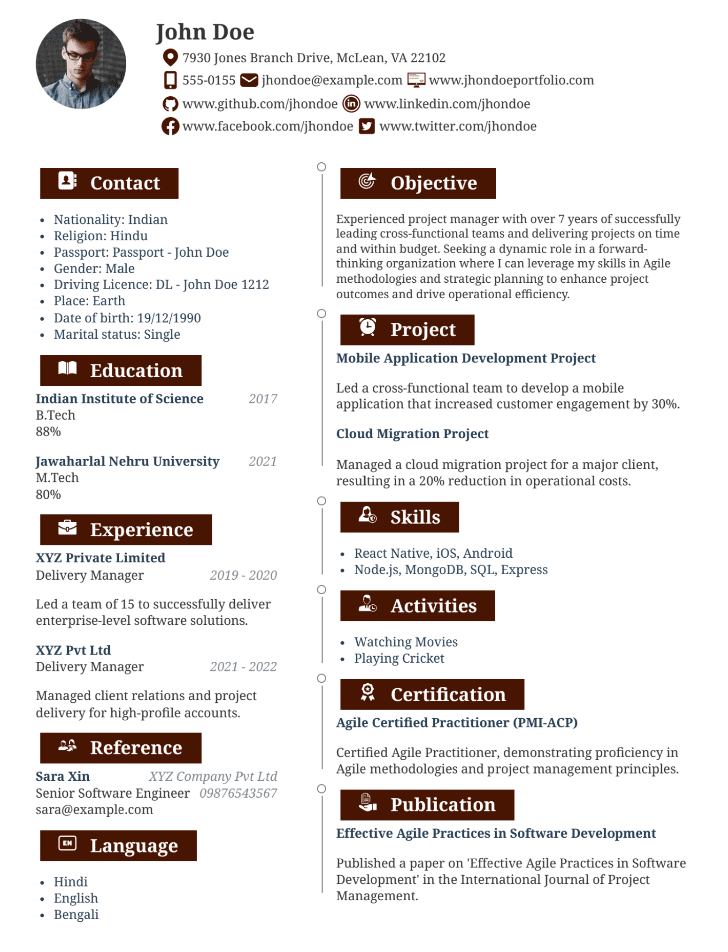 John Doe
7930 Jones Branch Drive, McLean, VA 22102
555-0155 jhondoe@example.com www.jhondoeportfolio.com
www.github.com/jhondoe www.linkedin.com/jhondoe
www.facebook.com/jhondoe www.twitter.com/jhondoe
Contact
Nationality: Indian
Religion: Hindu
Passport: Passport - John Doe
Gender: Male
Driving Licence: DL - John Doe 1212
Place: Earth
Date of birth: 19/12/1990
Marital status: Single
Education
Indian Institute of Science 2017
B.Tech
88%
Jawaharlal Nehru University 2021
M.Tech
80%
Experience
XYZ Private Limited
Delivery Manager 2019 - 2020
Led a team of 15 to successfully deliver
enterprise-level software solutions.
XYZ Pvt Ltd
Delivery Manager 2021 - 2022
Managed client relations and project
delivery for high-profile accounts.
Reference
Sara Xin XYZ Company Pvt Ltd
Senior Software Engineer 09876543567
sara@example.com
EN Language
Hindi
English
Bengali
Objective
Experienced project manager with over 7 years of successfully
leading cross-functional teams and delivering projects on time
and within budget. Seeking a dynamic role in a forward-
thinking organization where I can leverage my skills in Agile
methodologies and strategic planning to enhance project
outcomes and drive operational efficiency.
Project
Mobile Application Development Project
Led a cross-functional team to develop a mobile
application that increased customer engagement by 30%.
Cloud Migration Project
Managed a cloud migration project for a major client,
resulting in a 20% reduction in operational costs.
Skills
React Native, iOS, Android
Node.js, MongoDB, SQL, Express
Activities
Watching Movies
Playing Cricket
Certification
Agile Certified Practitioner (PMI-ACP)
Certified Agile Practitioner, demonstrating proficiency in
Agile methodologies and project management principles.
Publication
Effective Agile Practices in Software Development
Published a paper on 'Effective Agile Practices in Software
Development' in the International Journal of Project
Management.